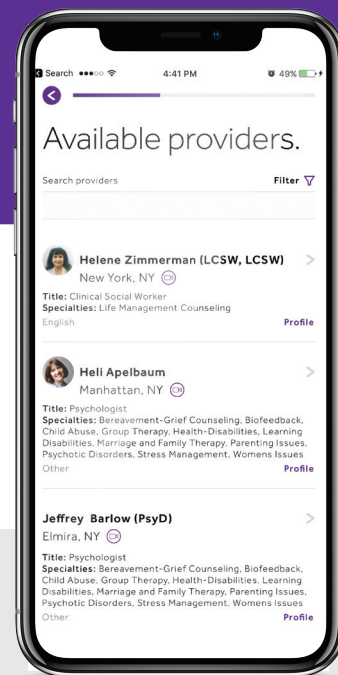 Search
4:41 PM
49%
Available providers.
Search providers
Filter
Helene Zimmerman (LCSW, LCSW)
New York, NY
Title: Clinical Social Worker
Specialties: Life Management Counseling
English
Profile
Heli Apelbaum
Manhattan, NY
Title: Psychologist
Specialties: Bereavement-Grief Counseling, Biofeedback,
Child Abuse, Group Therapy, Health-Disabilities, Learning
Disabilities, Marriage and Family Therapy, Parenting Issues,
Psychotic Disorders, Stress Management, Womens Issues
Other
Profile
Jeffrey Barlow (PsyD)
Elmira, NY
Title: Psychologist
Specialties: Bereavement-Grief Counseling, Biofeedback,
Child Abuse, Group Therapy, Health-Disabilities, Learning
Disabilities, Marriage and Family Therapy, Parenting Issues,
Psychotic Disorders, Stress Management, Womens Issues
Other
Profile